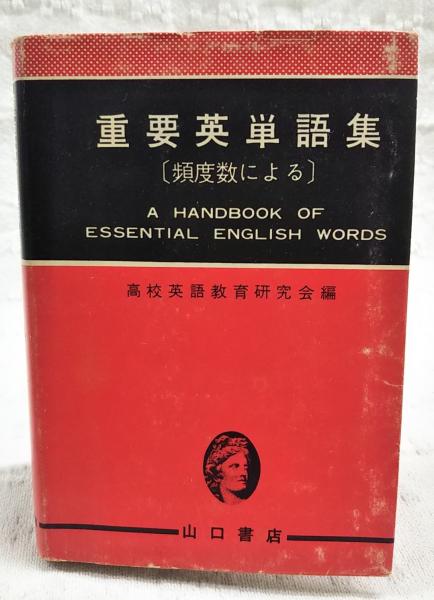 重要英単語集
〔頻度数による〕
A HANDBOOK OF
ESSENTIAL ENGLISH WORDS
高校英語教育研究会編
山口書店